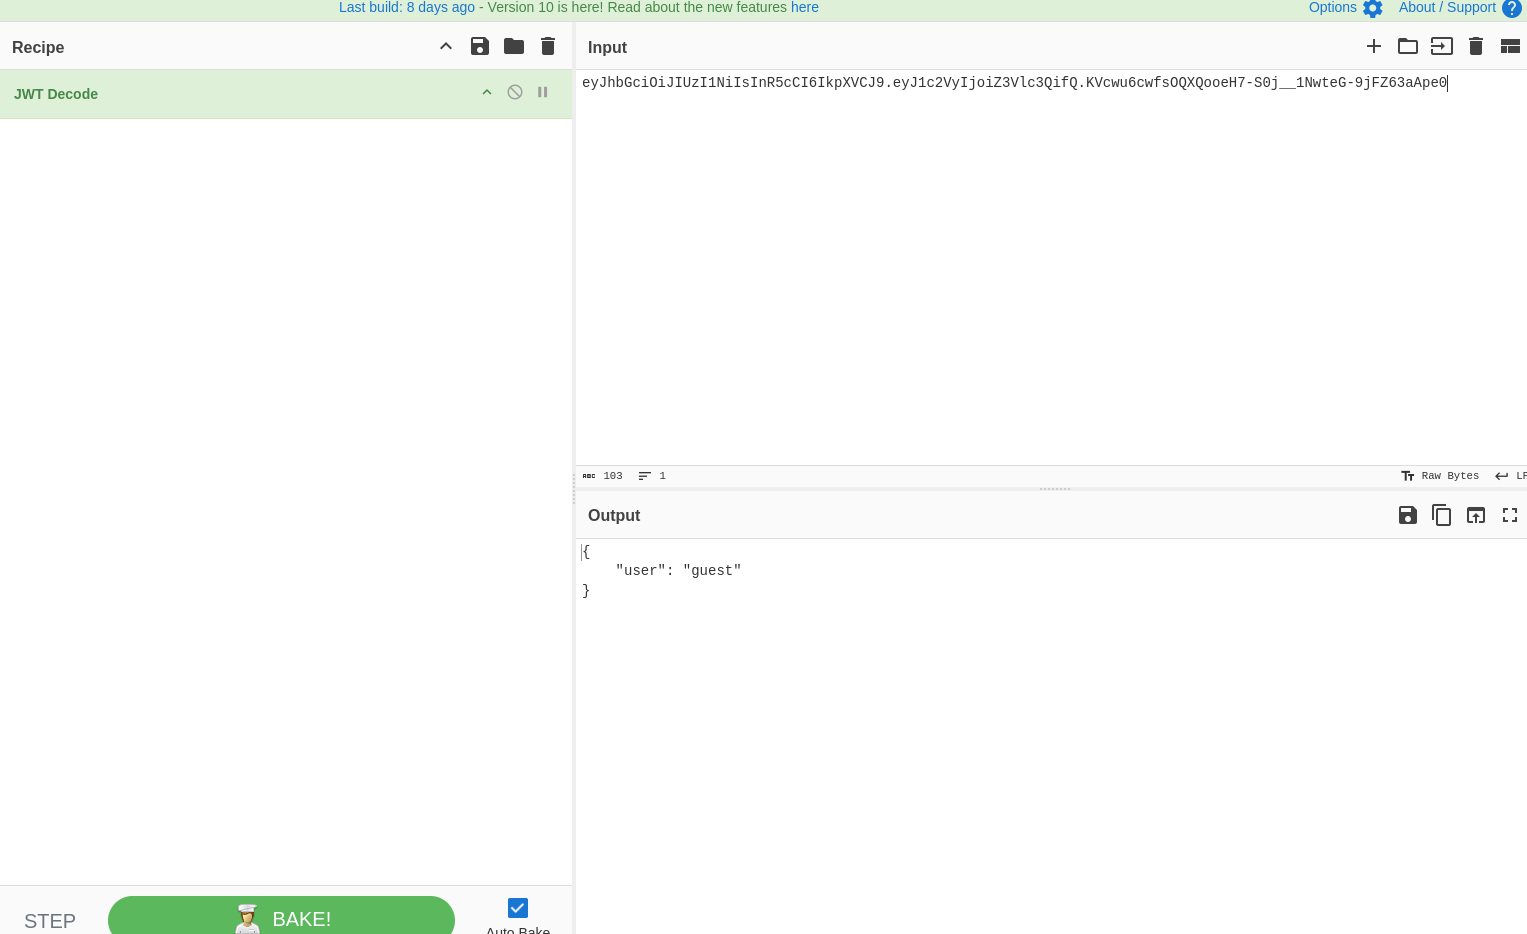 Last build: 8 days ago - Version 10 is here! Read about the new features here
Options About / Support
Recipe
Input
JWT Decode
eyJhbGciOiJIUzI1NiIsInR5cCI6IkpXVCJ9.eyJ1c2VyIjoiZ3Vlc3QifQ.KVcwu6cwfsOQXQooeH7-S0j__1NwteG-9jFZ63aApe0
ABC 103 1
Raw Bytes LF
Output
{
"user": "guest"
}
STEP
BAKE!
Auto Bake